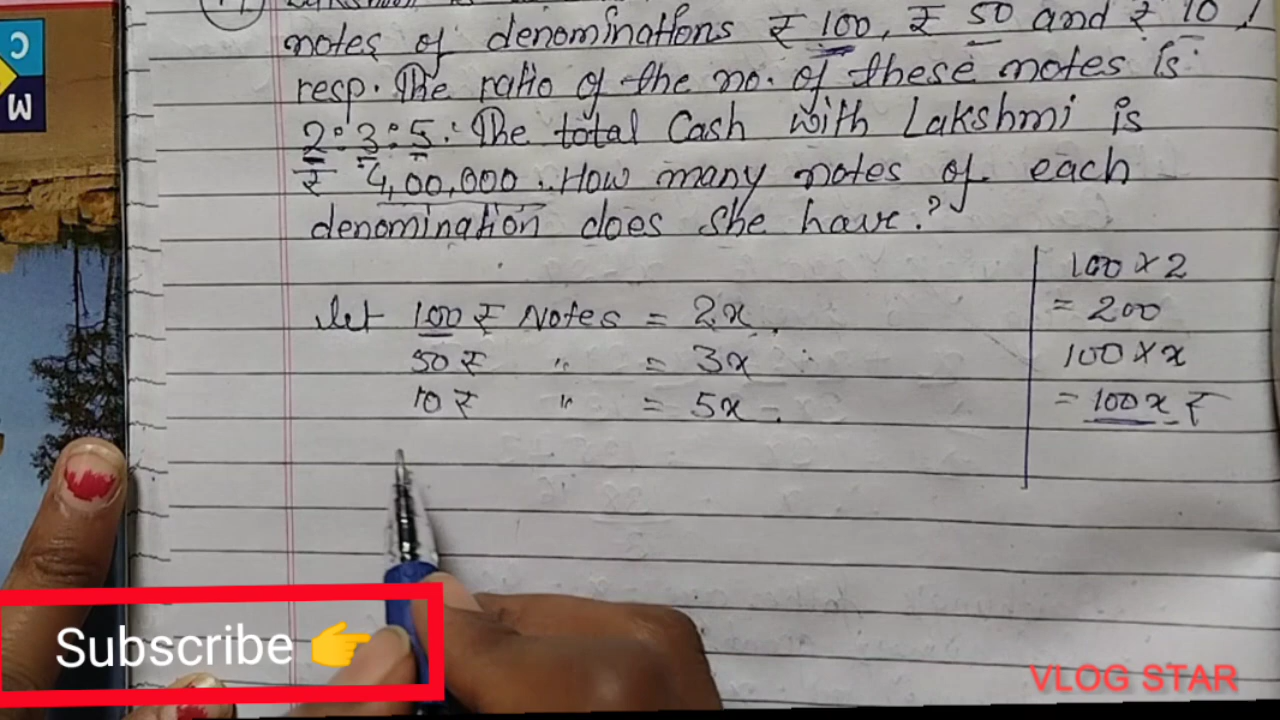 notes of denominations ₹ 100, ₹ 50 and ₹ 10,
resp. The ratio of the no. of these notes is
2:3:5. The total Cash with Lakshmi is
₹ 4,00,000. How many notes of each
denomination does she have?
let 100 ₹ Notes = 2x.
50 ₹ " = 3x
10 ₹ " = 5x.
100 × 2
= 200
100 × x
= 100x ₹
C
M
Subscribe 👉
VLOG STAR